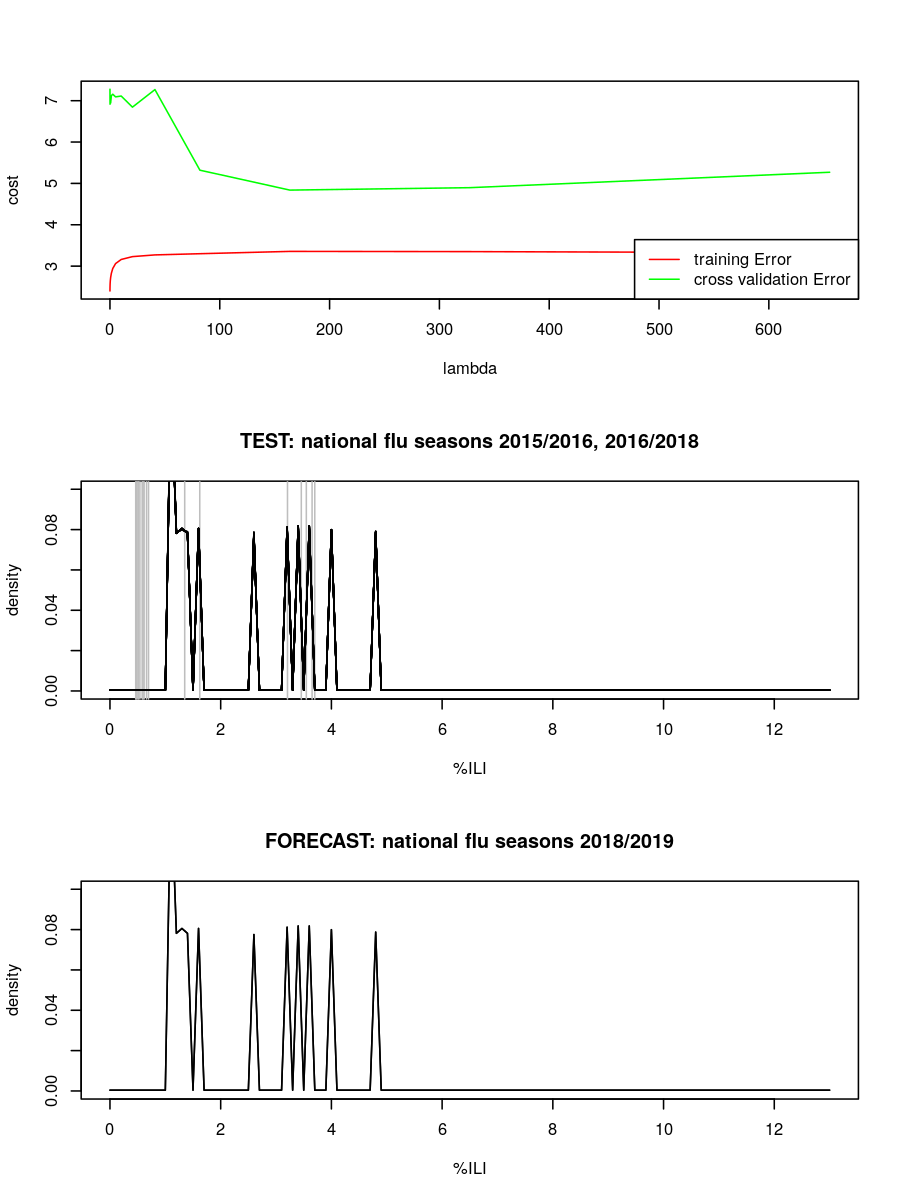 7
6
5
4
3
cost
training Error
cross validation Error
0 100 200 300 400 500 600
lambda
TEST: national flu seasons 2015/2016, 2016/2018
0.08
0.04
0.00
density
0 2 4 6 8 10 12
%ILI
FORECAST: national flu seasons 2018/2019
0.08
0.04
0.00
density
0 2 4 6 8 10 12
%ILI